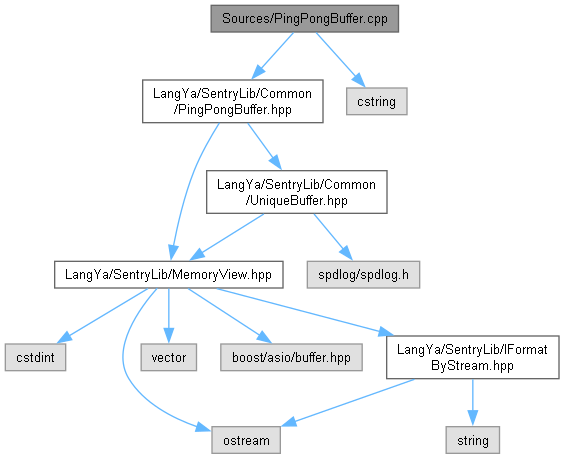 Sources/PingPongBuffer.cpp
LangYa/SentryLib/Common
/PingPongBuffer.hpp
cstring
LangYa/SentryLib/Common
/UniqueBuffer.hpp
LangYa/SentryLib/MemoryView.hpp
spdlog/spdlog.h
cstdint
vector
boost/asio/buffer.hpp
LangYa/SentryLib/IFormat
ByStream.hpp
ostream
string